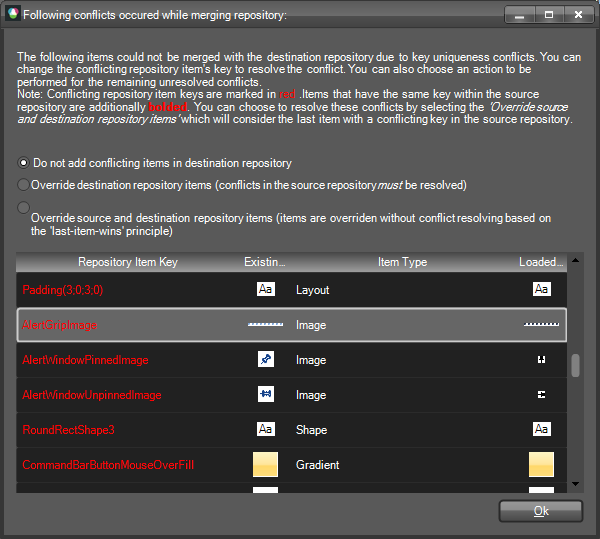 Following conflicts occured while merging repository:
The following items could not be merged with the destination repository due to key uniqueness conflicts. You can
change the conflicting repository item's key to resolve the conflict. You can also choose an action to be
performed for the remaining unresolved conflicts.
Note: Conflicting repository item keys are marked in red .Items that have the same key within the source
repository are additionally bolded. You can choose to resolve these conflicts by selecting the 'Override source
and destination repository items' which will consider the last item with a conflicting key in the source repository.
Do not add conflicting items in destination repository
Override destination repository items (conflicts in the source repository must be resolved)
Override source and destination repository items (items are overriden without conflict resolving based on
the 'last-item-wins' principle)
Repository Item Key Existin... Item Type Loaded...
Padding(3;0;3;0) Aa Layout Aa
AlertGripImage Image
AlertWindowPinnedImage Image
AlertWindowUnpinnedImage Image
RoundRectShape3 Aa Shape Aa
CommandBarButtonMouseOverFill Gradient
Ok